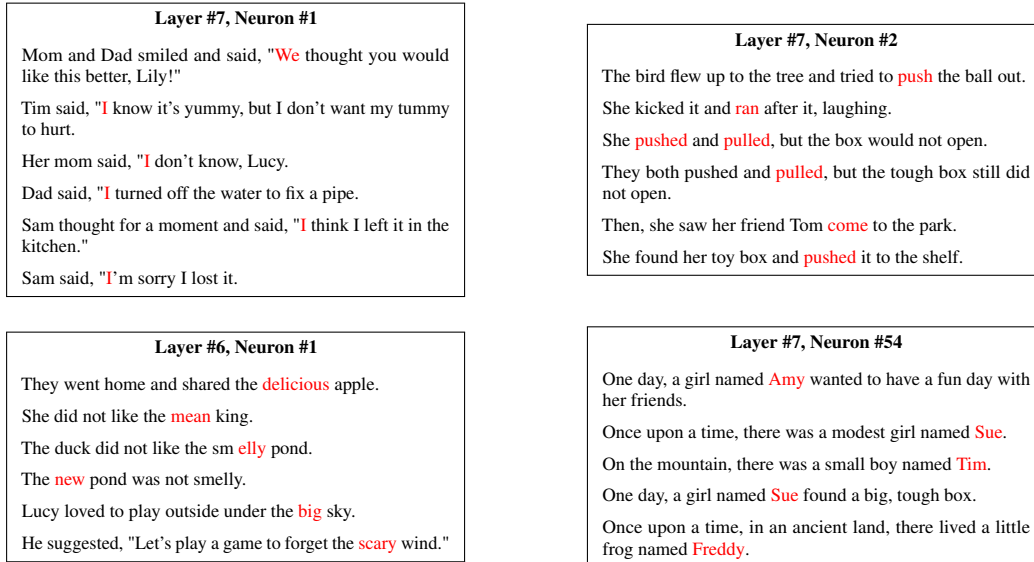 Layer #7, Neuron #1
Mom and Dad smiled and said, "We thought you would
like this better, Lily!"
Tim said, "I know it's yummy, but I don't want my tummy
to hurt.
Her mom said, "I don't know, Lucy.
Dad said, "I turned off the water to fix a pipe.
Sam thought for a moment and said, "I think I left it in the
kitchen."
Sam said, "I'm sorry I lost it.
Layer #7, Neuron #2
The bird flew up to the tree and tried to push the ball out.
She kicked it and ran after it, laughing.
She pushed and pulled, but the box would not open.
They both pushed and pulled, but the tough box still did
not open.
Then, she saw her friend Tom come to the park.
She found her toy box and pushed it to the shelf.
Layer #6, Neuron #1
They went home and shared the delicious apple.
She did not like the mean king.
The duck did not like the sm elly pond.
The new pond was not smelly.
Lucy loved to play outside under the big sky.
He suggested, "Let's play a game to forget the scary wind."
Layer #7, Neuron #54
One day, a girl named Amy wanted to have a fun day with
her friends.
Once upon a time, there was a modest girl named Sue.
On the mountain, there was a small boy named Tim.
One day, a girl named Sue found a big, tough box.
Once upon a time, in an ancient land, there lived a little
frog named Freddy.